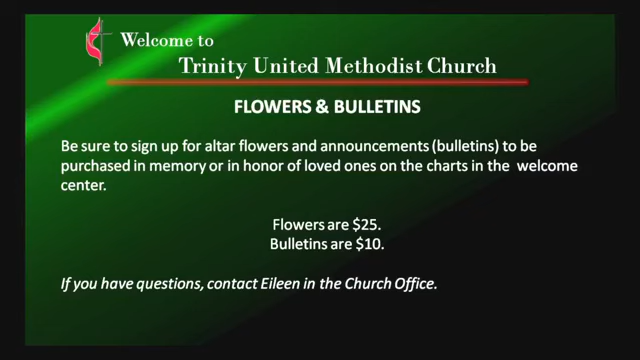 Welcome to
Trinity United Methodist Church
FLOWERS & BULLETINS
Be sure to sign up for altar flowers and announcements (bulletins) to be
purchased in memory or in honor of loved ones on the charts in the welcome
center.
Flowers are $25.
Bulletins are $10.
If you have questions, contact Eileen in the Church Office.